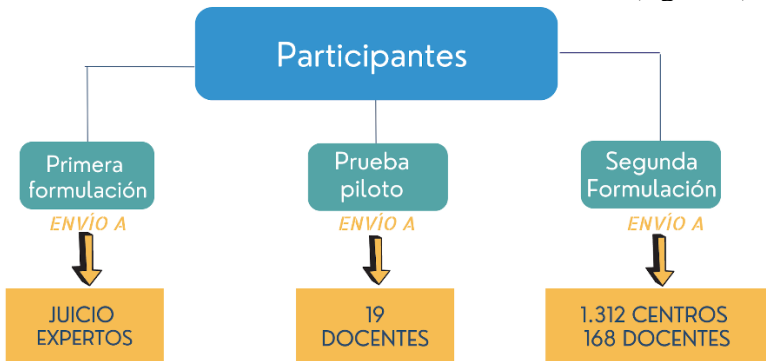 Participantes
Primera
formulación
Prueba
piloto
Segunda
Formulación
ENVÍO A
ENVÍO A
ENVÍO A
JUICIO
EXPERTOS
19
DOCENTES
1.312 CENTROS
168 DOCENTES